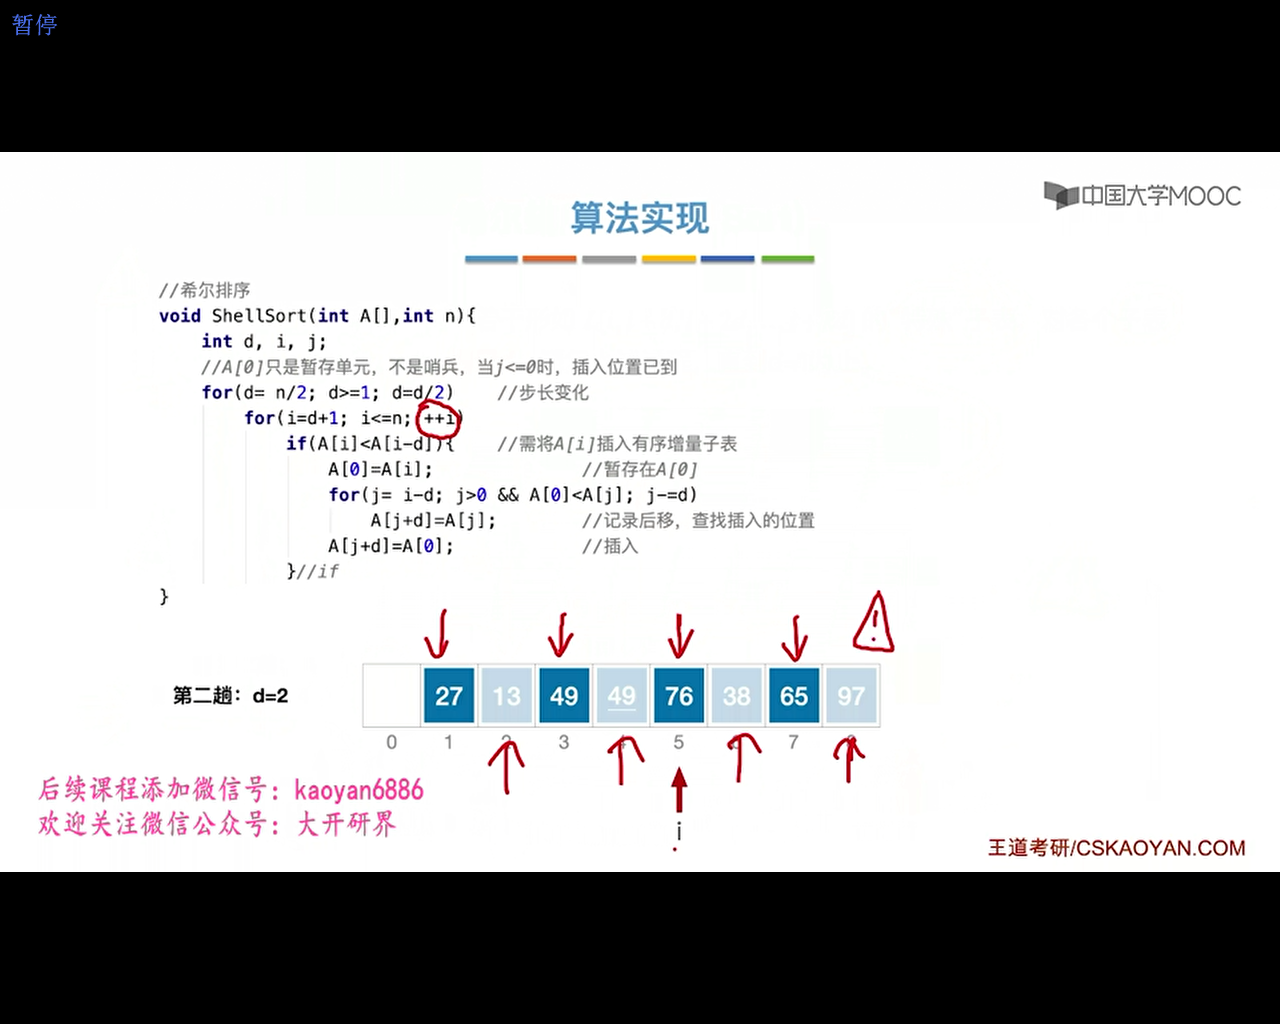 暂停
中国大学MOOC
算法实现
//希尔排序
void ShellSort(int A[],int n){
int d, i, j;
//A[0]只是暂存单元，不是哨兵，当j<=0时，插入位置已到
for(d= n/2; d>=1; d=d/2) //步长变化
for(i=d+1; i<=n; ++i)
if(A[i]<A[i-d]){ //需将A[i]插入有序增量子表
A[0]=A[i]; //暂存在A[0]
for(j= i-d; j>0 && A[0]<A[j]; j-=d)
A[j+d]=A[j]; //记录后移，查找插入的位置
A[j+d]=A[0]; //插入
}//if
}
第二趟：d=2 27 13 49 49 76 38 65 97
0 1 2 3 4 5 6 7 8
i
后续课程添加微信号：kaoyan6886
欢迎关注微信公众号：大开研界
王道考研/CSKAOYAN.COM